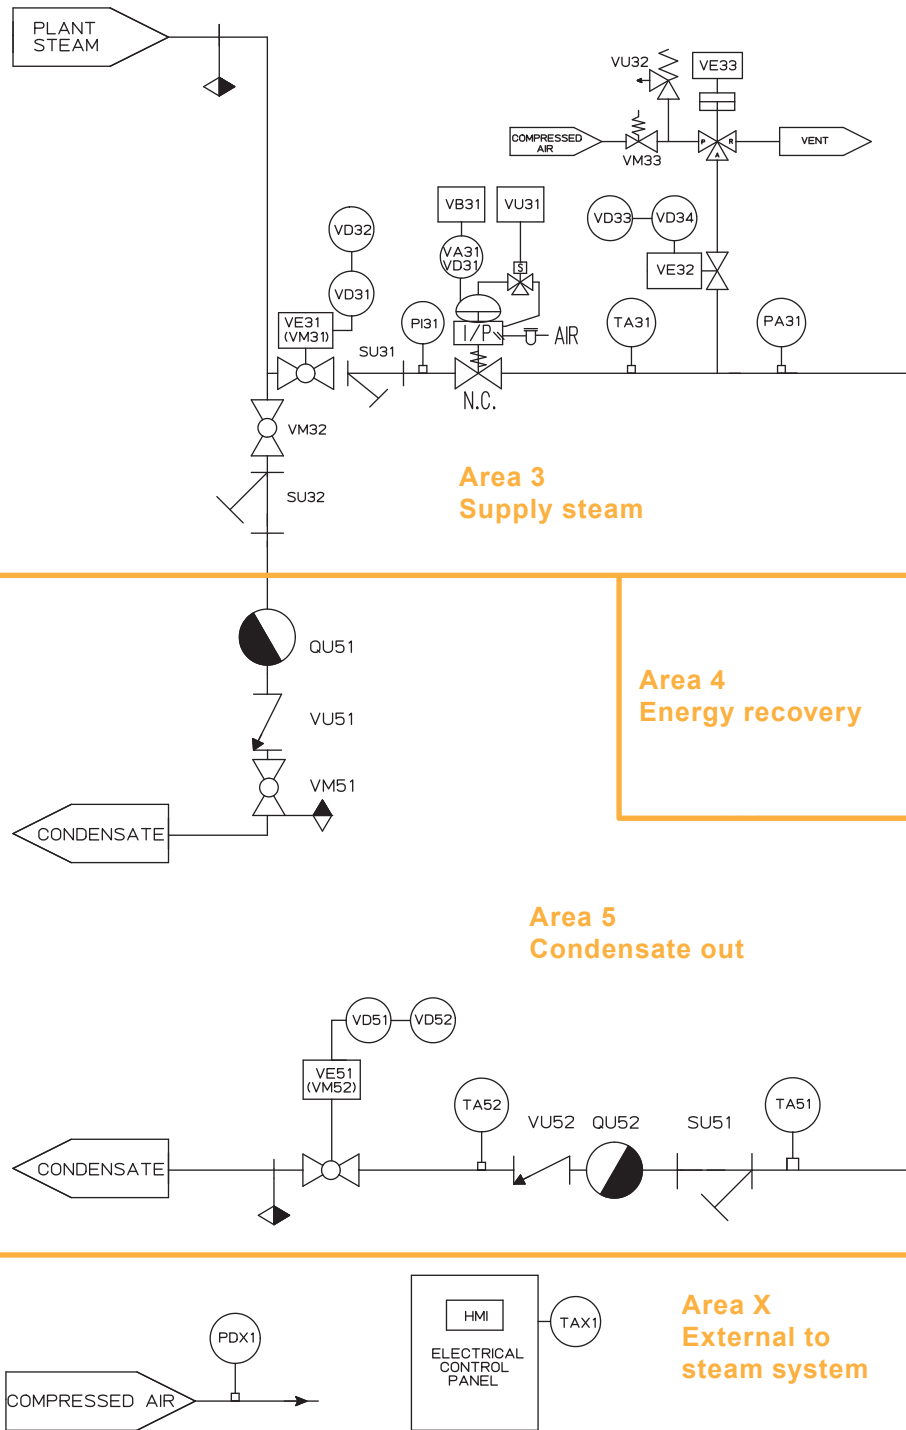 PLANT
STEAM
VU32
VE33
COMPRESSED
AIR
VM33
P
R
A
VENT
VD32
VB31
VU31
VD33
VD34
VA31
VD31
S
VD31
VE32
VE31
(VM31)
PI31
I/P
AIR
TA31
PA31
SU31
N.C.
VM32
SU32
Area 3
Supply steam
QU51
Area 4
Energy recovery
VU51
VM51
CONDENSATE
Area 5
Condensate out
VD51
VD52
VE51
(VM52)
TA52
VU52
QU52
SU51
TA51
CONDENSATE
Area X
External to
steam system
PDX1
HMI
TAX1
ELECTRICAL
CONTROL
PANEL
COMPRESSED AIR